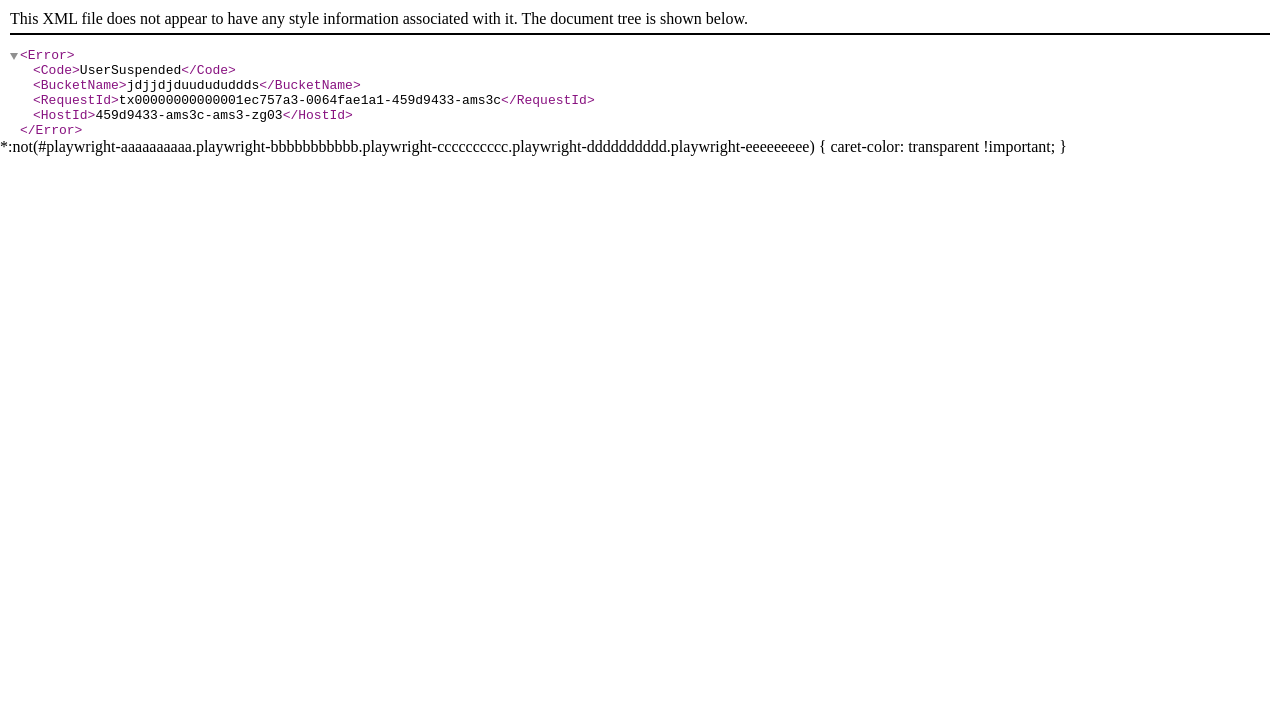 This XML file does not appear to have any style information associated with it. The document tree is shown below.
<Error>
<Code>UserSuspended</Code>
<BucketName>jdjjdjduudududdds</BucketName>
<RequestId>tx00000000000001ec757a3-0064fae1a1-459d9433-ams3c</RequestId>
<HostId>459d9433-ams3c-ams3-zg03</HostId>
</Error>
*:not(#playwright-aaaaaaaaaa.playwright-bbbbbbbbbbb.playwright-cccccccccc.playwright-dddddddddd.playwright-eeeeeeeee) { caret-color: transparent !important; }